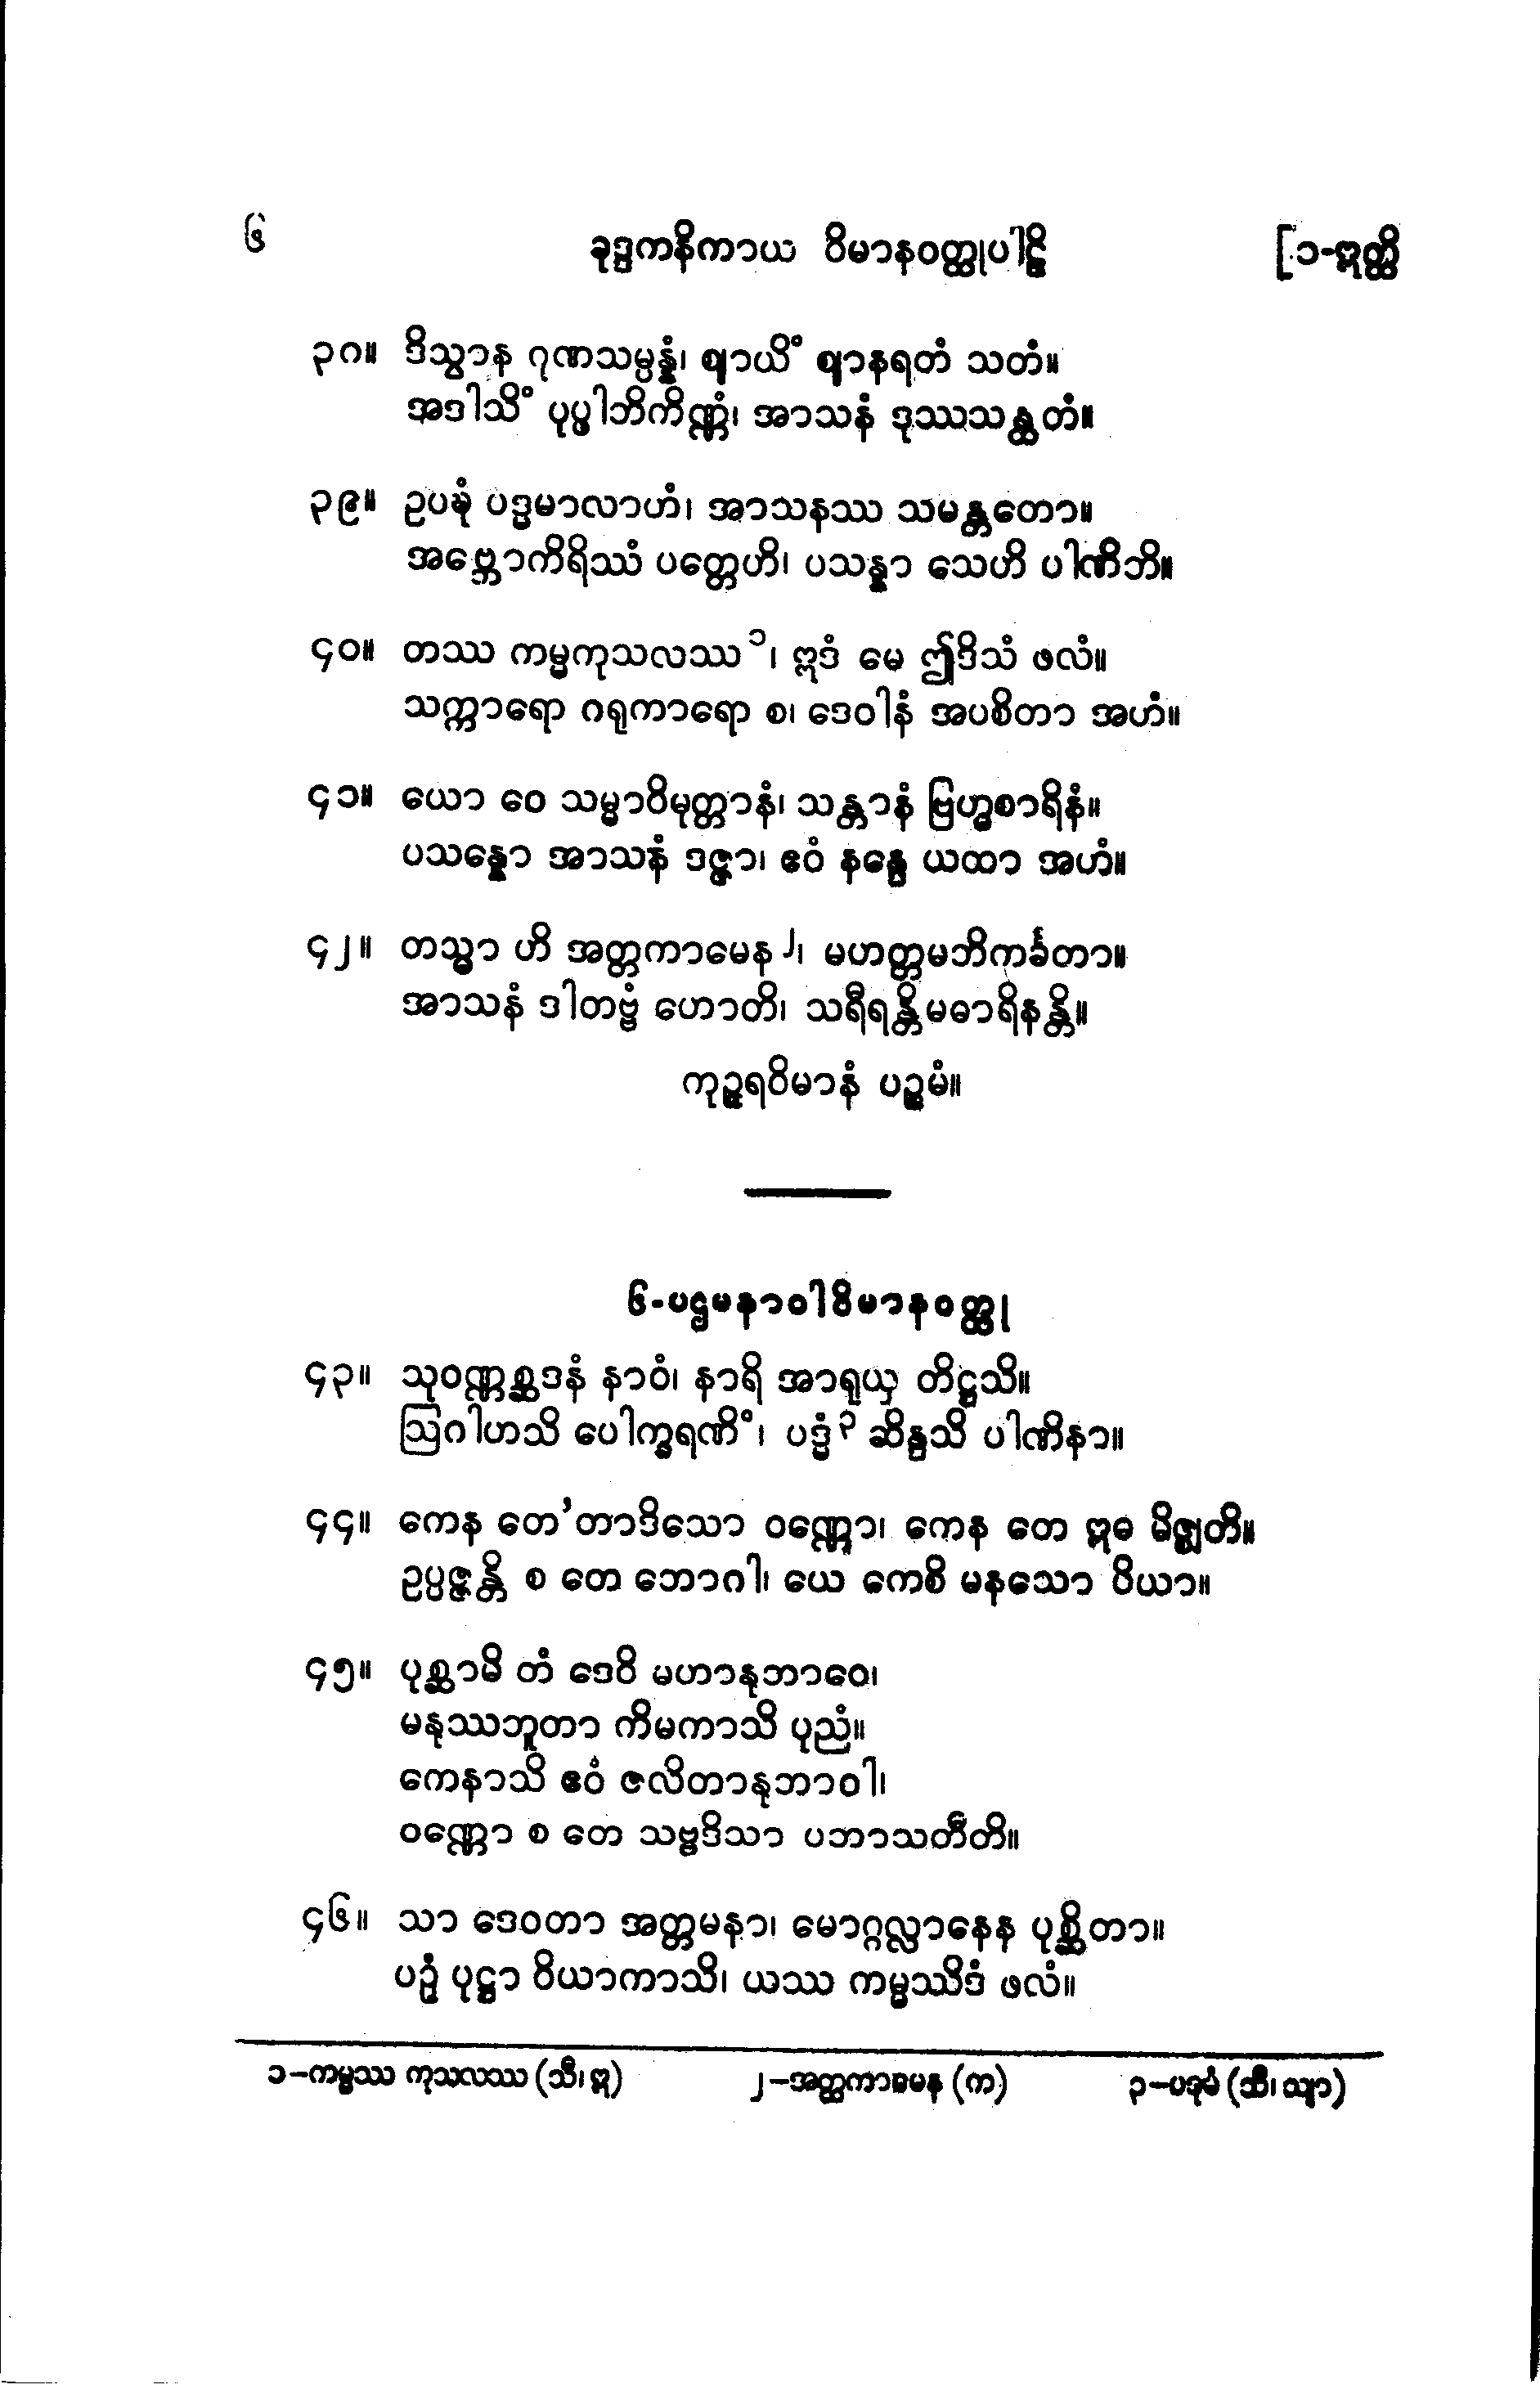 ၆ ခုဒ္ဒကနိကာယ ဝိမာနဝတ္ထုပါဠိ [၁-ဣတ္ထိ
၃၈။ ဒိသွာန ဂုဏသမ္ပန္နံ၊ ဈာယိံ ဈာနရတံ သတံ။
အဒါသိံ ပုပ္ဖါဘိကိဏ္ဏံ၊ အာသနံ ဒုဿသန္ထတံ။
၃၉။ ဥပဍ္ဎံ ပဒ္မမာလာဟံ၊ အာသနဿ သမန္တတော။
အဗ္ဘောကိရိဿံ ပတ္တေဟိ၊ ပသန္နာ သေဟိ ပါဏိဘိ။
၄၀။ တဿ ကမ္မကုသလဿ၁၊ ဣဒံ မေ ဤဒိသံ ဖလံ။
သက္ကာရော ဂရုကာရော စ၊ ဒေဝါနံ အပစိတာ အဟံ။
၄၁။ ယော ဝေ သမ္မာဝိမုတ္တာနံ၊ သန္တာနံ ဗြဟ္မစာရိနံ။
ပသန္နော အာသနံ ဒဇ္ဇာ၊ ဧဝံ နန္ဒေ ယထာ အဟံ။
၄၂။ တသ္မာ ဟိ အတ္တကာမေန၂၊ မဟတ္တမဘိကင်္ခတာ။
အာသနံ ဒါတဗ္ဗံ ဟောတိ၊ သရီရန္တိမဓာရိနန္တိ။
ကုဉ္ဇရဝိမာနံ ပဉ္စမံ။
၆-ပဌမနာဝါဝိမာနဝတ္ထု
၄၃။ သုဝဏ္ဏစ္ဆဒနံ နာဝံ၊ နာရိ အာရုယှ တိဋ္ဌသိ။
ဩဂါဟသိ ပေါက္ခရဏိံ၊ ပဒ္မံ၃ ဆိန္ဒသိ ပါဏိနာ။
၄၄။ ကေန တေ’တာဒိသော ဝဏ္ဏော၊ ကေန တေ ဣဓ မိဇ္ဈတိ။
ဥပ္ပဇ္ဇန္တိ စ တေ ဘောဂါ၊ ယေ ကေစိ မနသော ပိယာ။
၄၅။ ပုစ္ဆာမိ တံ ဒေဝိ မဟာနုဘာဝေ၊
မနုဿဘူတာ ကိမကာသိ ပုညံ။
ကေနာသိ ဧဝံ ဇလိတာနုဘာဝါ၊
ဝဏ္ဏော စ တေ သဗ္ဗဒိသာ ပဘာသတီတိ။
၄၆။ သာ ဒေဝတာ အတ္တမနာ၊ မောဂ္ဂလ္လာနေန ပုစ္ဆိတာ။
ပဉှံ ပုဋ္ဌာ ဝိယာကာသိ၊ ယဿ ကမ္မဿိဒံ ဖလံ။
၁-ကမ္မဿ ကုသလဿ (သီ၊ ဣ) ၂-အတ္ထကာမေန (က) ၃-ပဒုမံ (သီ၊ သျာ)